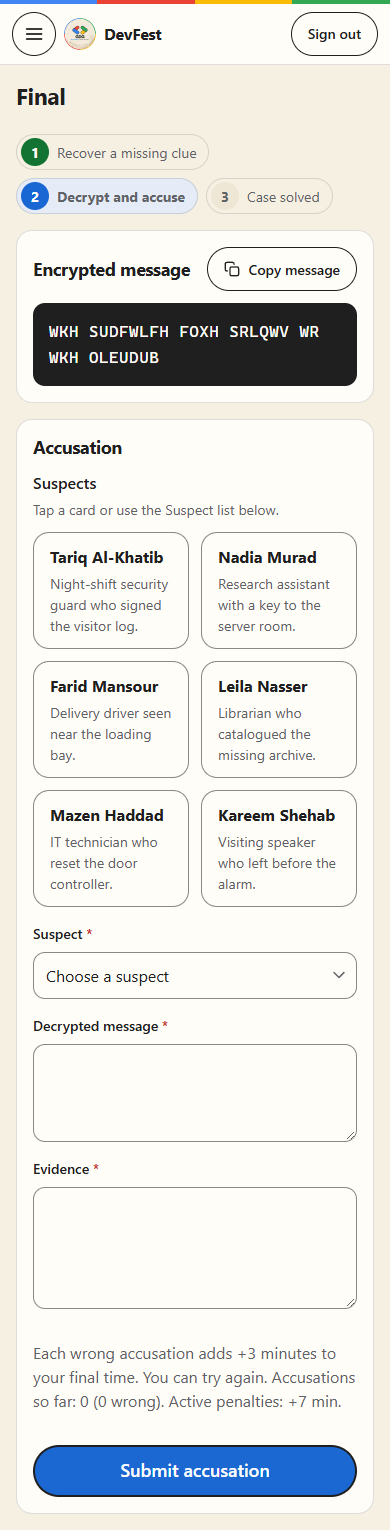 DevFest
Sign out
Final
1 Recover a missing clue
2 Decrypt and accuse
3 Case solved
Encrypted message
Copy message
WKH SUDFWLFH FOXH SRLQWV WR
WKH OLEUDUB
Accusation
Suspects
Tap a card or use the Suspect list below.
Tariq Al-Khatib
Night-shift security
guard who signed
the visitor log.
Nadia Murad
Research assistant
with a key to the
server room.
Farid Mansour
Delivery driver seen
near the loading
bay.
Leila Nasser
Librarian who
catalogued the
missing archive.
Mazen Haddad
IT technician who
reset the door
controller.
Kareem Shehab
Visiting speaker
who left before the
alarm.
Suspect *
Choose a suspect
Decrypted message *
Evidence *
Each wrong accusation adds +3 minutes to
your final time. You can try again. Accusations
so far: 0 (0 wrong). Active penalties: +7 min.
Submit accusation